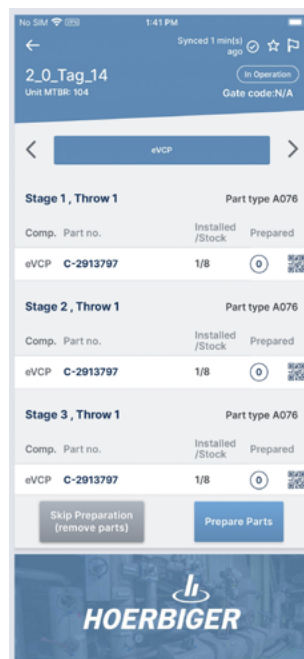 No SIM VPN 1:41 PM
Synced 1 min(s)
ago
2_0_Tag_14
In Operation
Unit MTBR: 104
Gate code:N/A
eVCP
Stage 1 , Throw 1 Part type A076
Comp. Part no. Installed
/Stock Prepared
eVCP C-2913797 1/8 0
Stage 2 , Throw 1 Part type A076
Comp. Part no. Installed
/Stock Prepared
eVCP C-2913797 1/8 0
Stage 3 , Throw 1 Part type A076
Comp. Part no. Installed
/Stock Prepared
eVCP C-2913797 1/8 0
Skip Preparation
(remove parts)
Prepare Parts
HOERBIGER